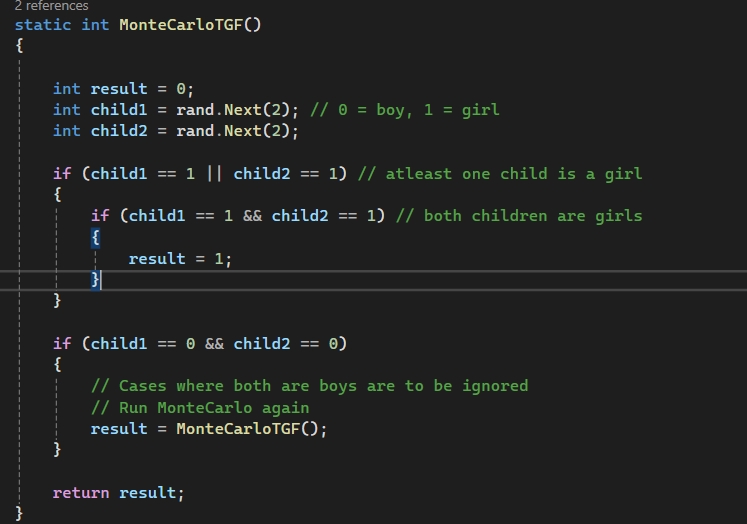 2 references
static int MonteCarloTGF()
{
int result = 0;
int child1 = rand.Next(2); // 0 = boy, 1 = girl
int child2 = rand.Next(2);
if (child1 == 1 || child2 == 1) // atleast one child is a girl
{
if (child1 == 1 && child2 == 1) // both children are girls
{
result = 1;
}
}
if (child1 == 0 && child2 == 0)
{
// Cases where both are boys are to be ignored
// Run MonteCarlo again
result = MonteCarloTGF();
}
return result;
}